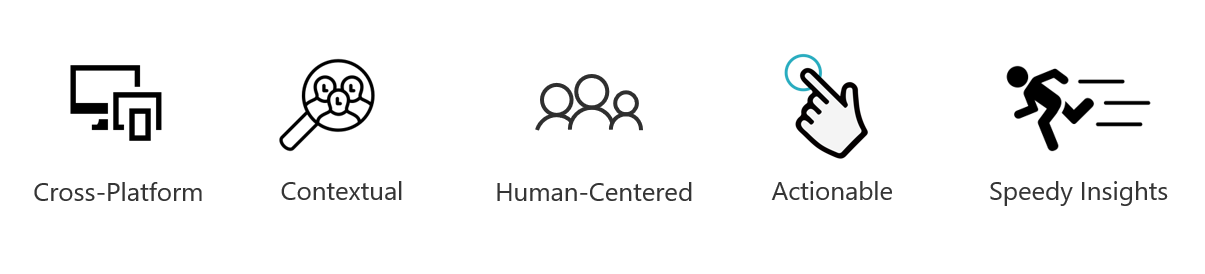 Cross-Platform
Contextual
Human-Centered
Actionable
Speedy Insights